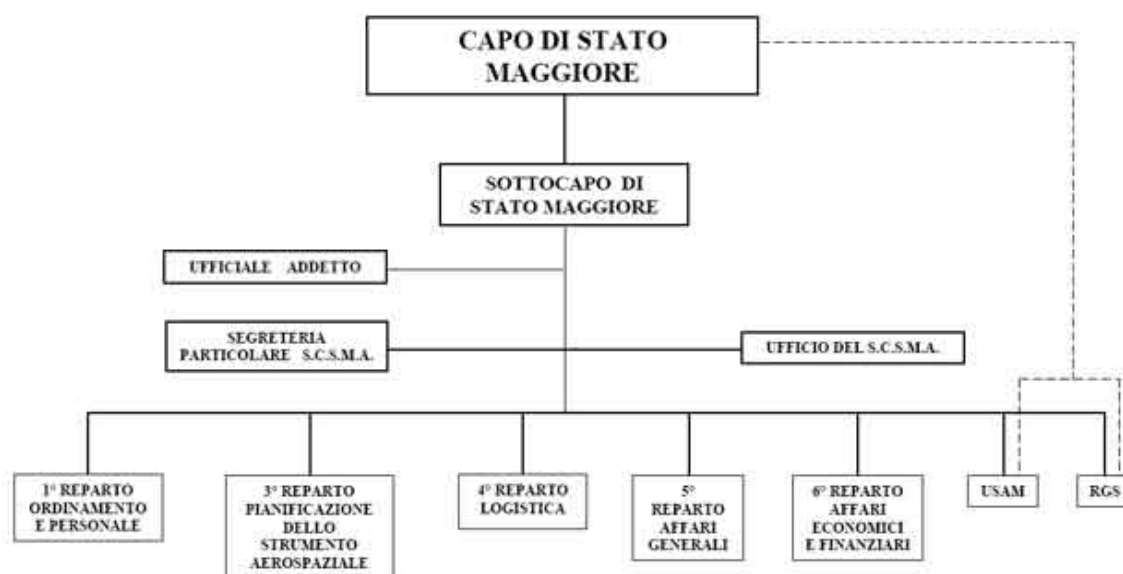 CAPO DI STATO
MAGGIORE
SOTTOCAPO DI
STATO MAGGIORE
UFFICIALE ADDETTO
SEGRETERIA
PARTICOLARE S.C.S.M.A.
UFFICIO DEL S.C.S.M.A.
1° REPARTO
ORDINAMENTO
E PERSONALE
3° REPARTO
PIANIFICAZIONE
DELLO
STRUMENTO
AEROSPAZIALE
4° REPARTO
LOGISTICA
5°
REPARTO
AFFARI
GENERALI
6° REPARTO
AFFARI
ECONOMICI
E FINANZIARI
USAM
RGS